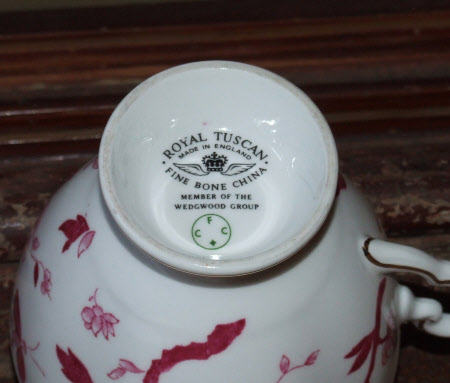 · ROYAL TUSCAN ·
MADE IN ENGLAND
FINE BONE CHINA
MEMBER OF THE
WEDGWOOD GROUP
F
C C